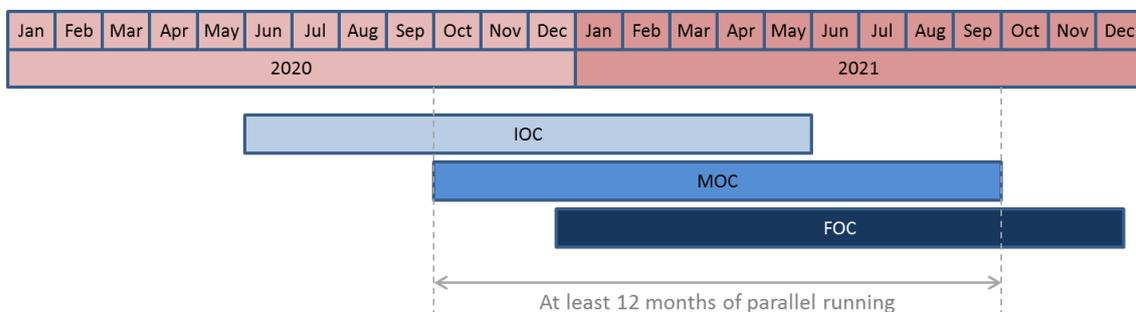 Jan Feb Mar Apr May Jun Jul Aug Sep Oct Nov Dec Jan Feb Mar Apr May Jun Jul Aug Sep Oct Nov Dec
2020 2021
IOC
MOC
FOC
At least 12 months of parallel running